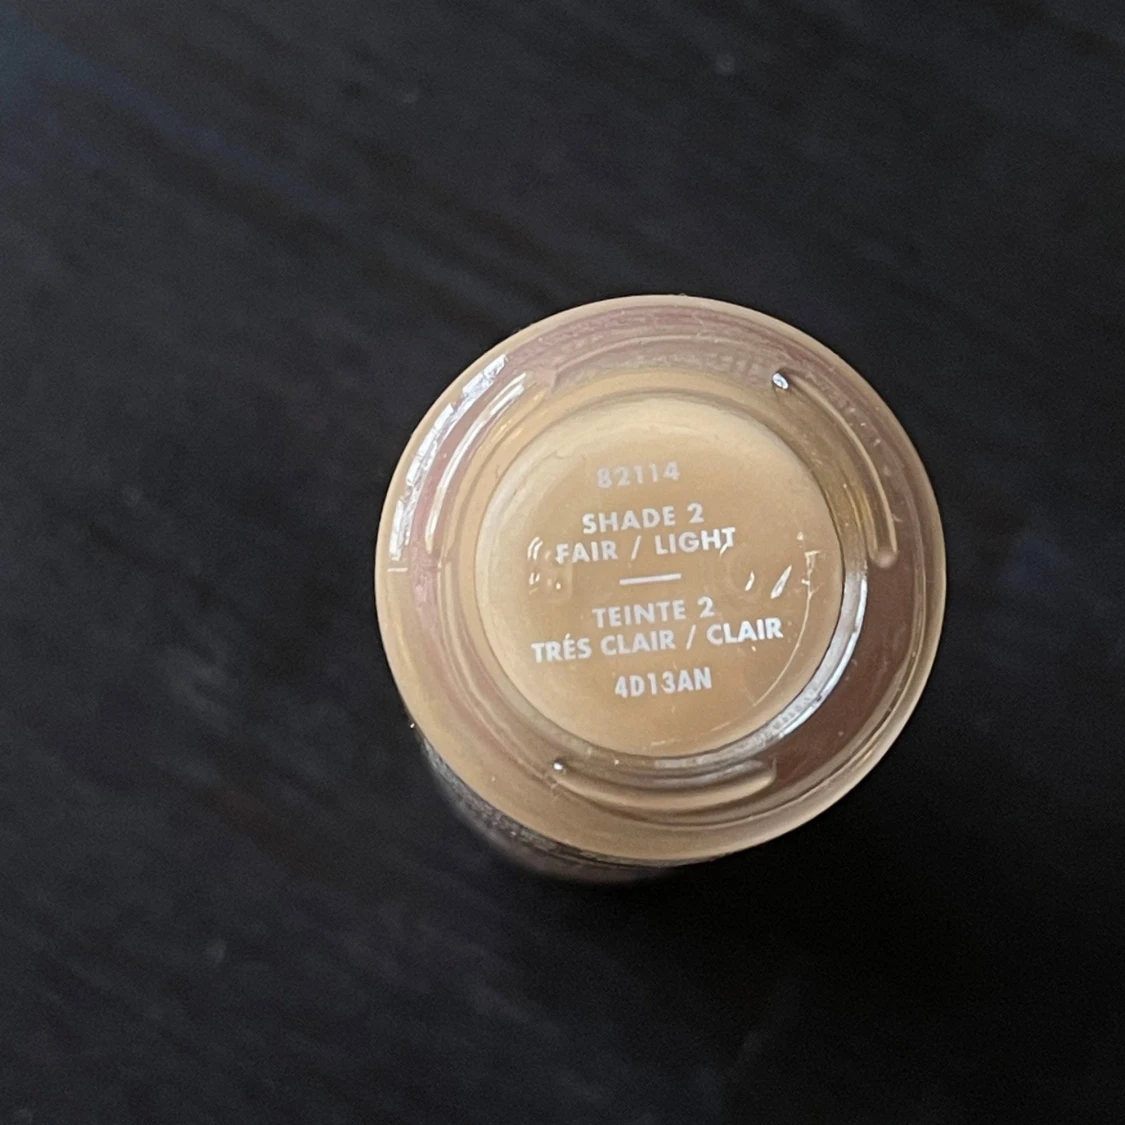 82114
SHADE 2
FAIR / LIGHT
TEINTE 2
TRÉS CLAIR / CLAIR
4D13AN